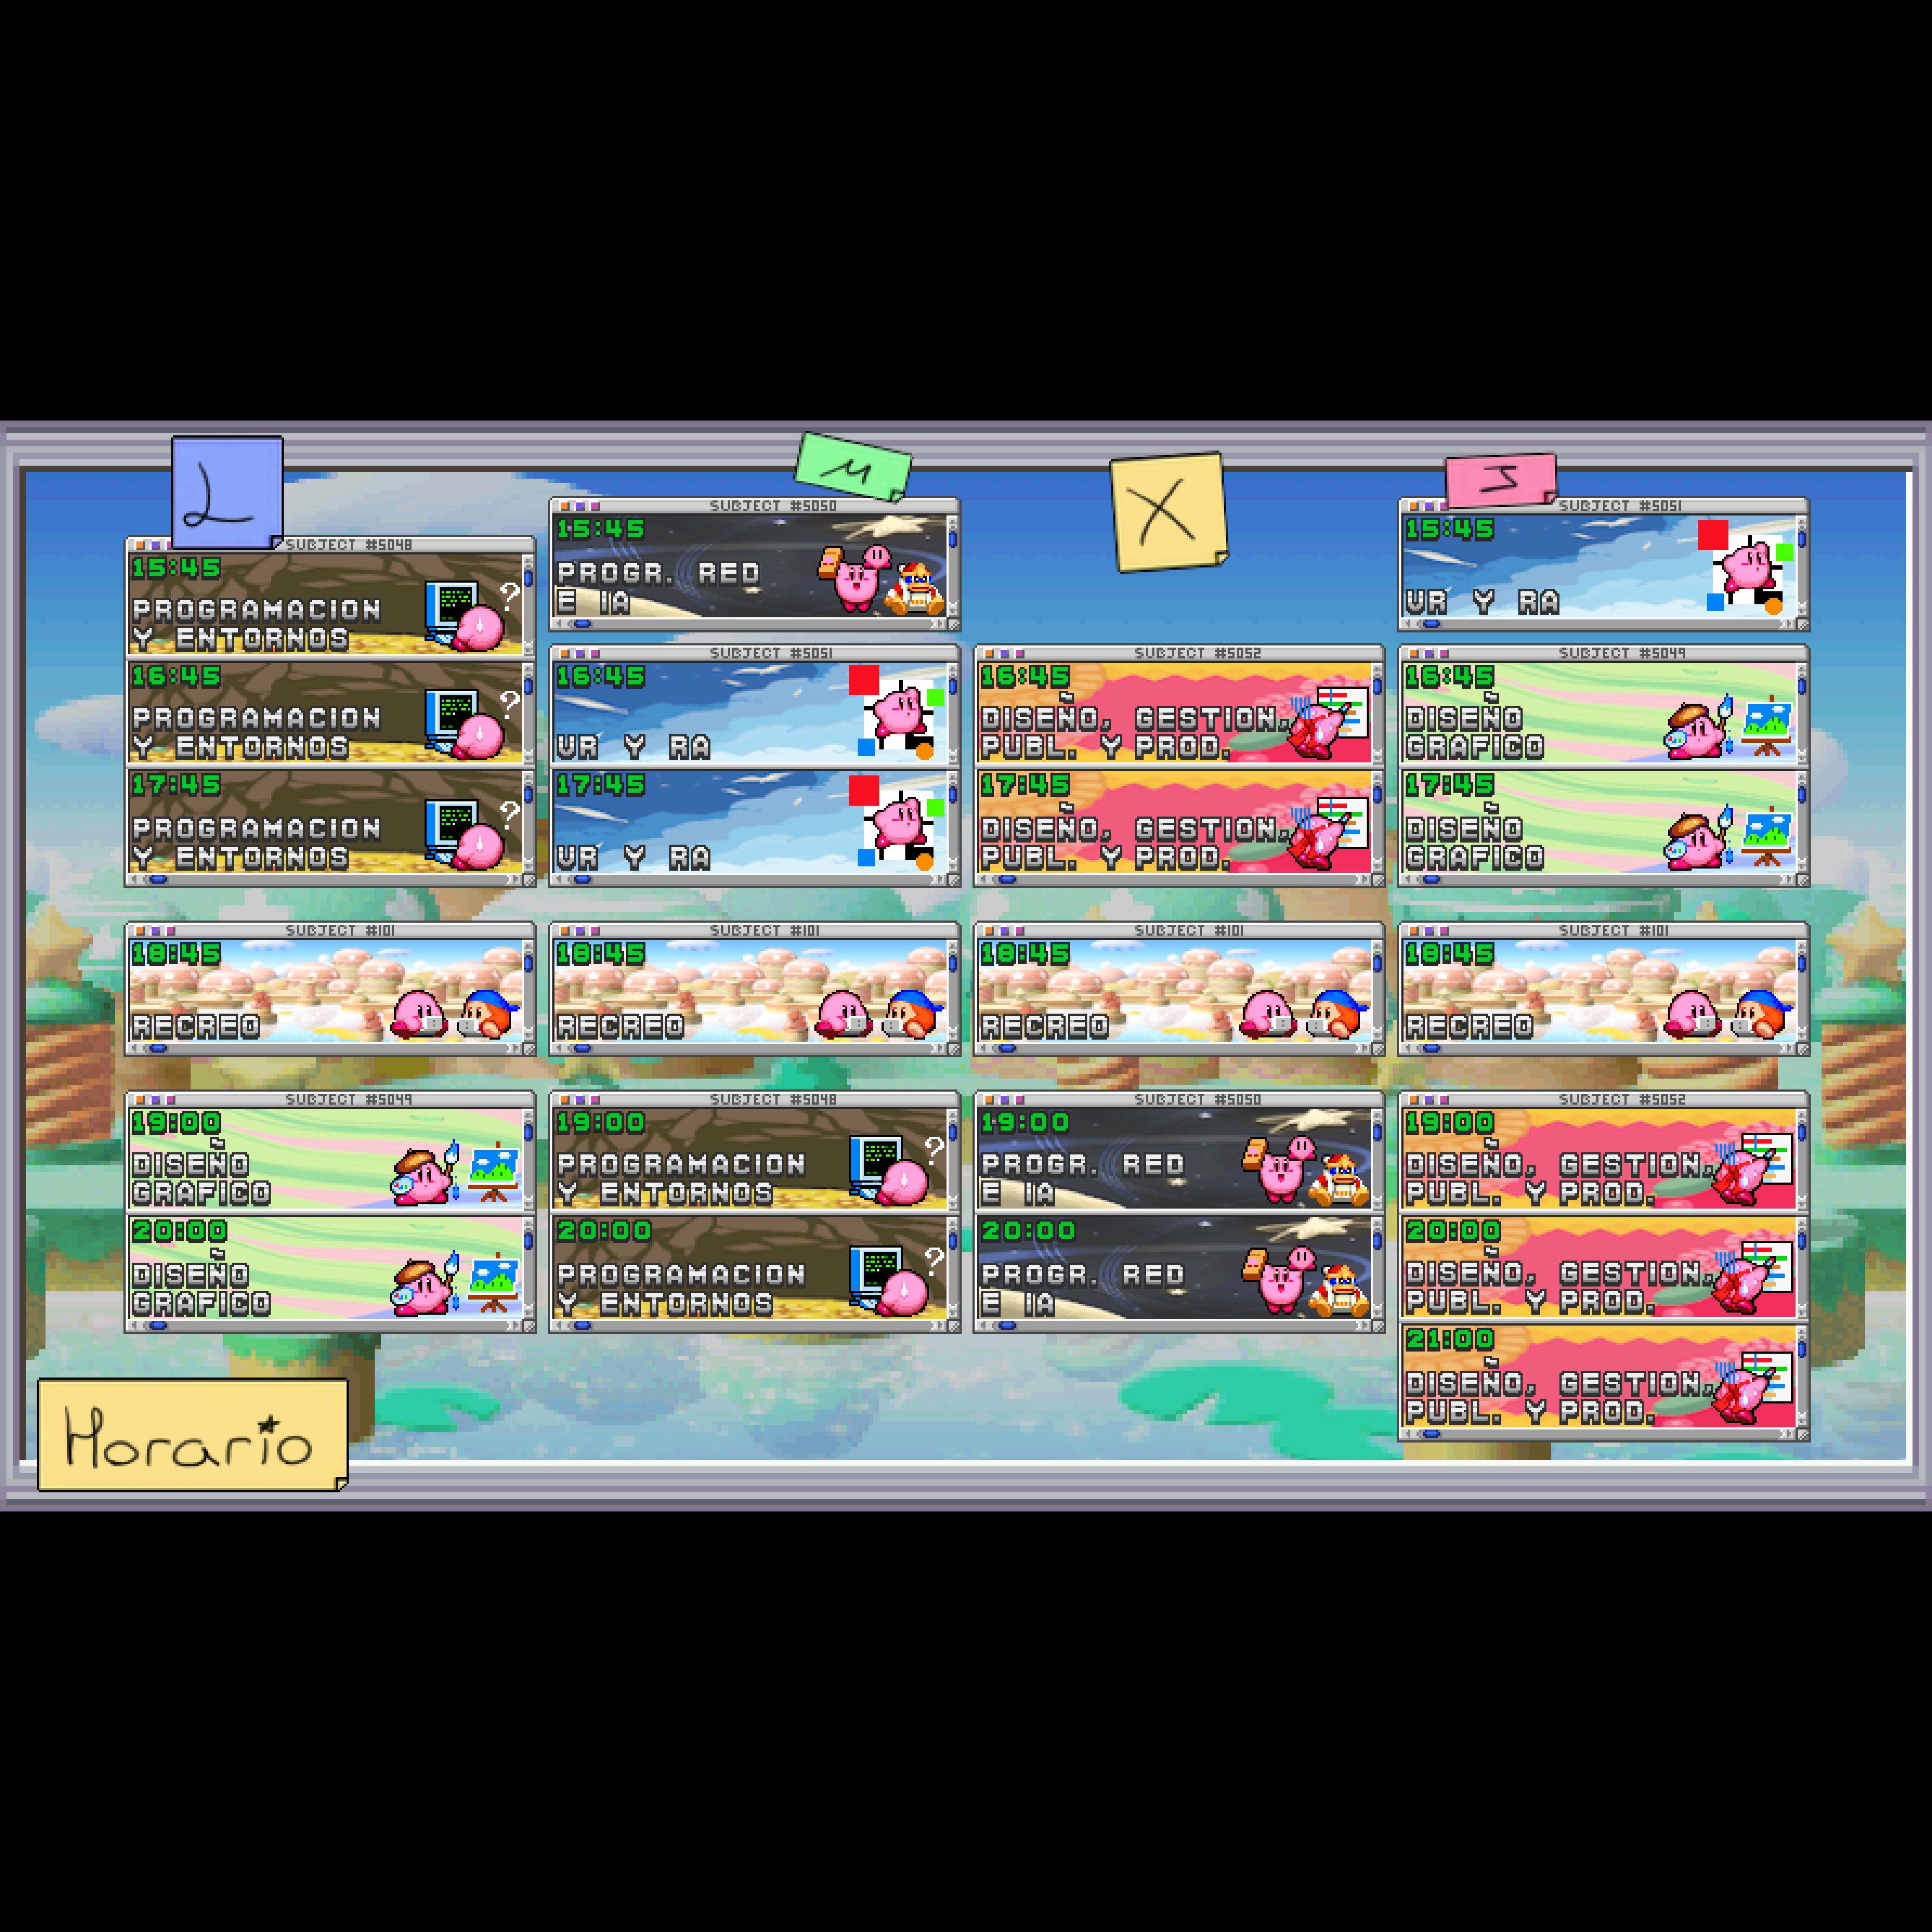 L
M
X
J
SUBJECT #5048
15:45
PROGRAMACION
Y ENTORNOS
16:45
PROGRAMACION
Y ENTORNOS
17:45
PROGRAMACION
Y ENTORNOS
SUBJECT #101
18:45
RECREO
SUBJECT #5049
19:00
DISEÑO
GRAFICO
20:00
DISEÑO
GRAFICO
SUBJECT #5050
15:45
PROGR. RED
E IA
SUBJECT #5051
16:45
VR Y RA
17:45
VR Y RA
SUBJECT #101
18:45
RECREO
SUBJECT #5048
19:00
PROGRAMACION
Y ENTORNOS
20:00
PROGRAMACION
Y ENTORNOS
SUBJECT #5052
16:45
DISEÑO, GESTION,
PUBL. Y PROD.
17:45
DISEÑO, GESTION,
PUBL. Y PROD.
SUBJECT #101
18:45
RECREO
SUBJECT #5050
19:00
PROGR. RED
E IA
20:00
PROGR. RED
E IA
SUBJECT #5051
15:45
VR Y RA
SUBJECT #5049
16:45
DISEÑO
GRAFICO
17:45
DISEÑO
GRAFICO
SUBJECT #101
18:45
RECREO
SUBJECT #5052
19:00
DISEÑO, GESTION,
PUBL. Y PROD.
20:00
DISEÑO, GESTION,
PUBL. Y PROD.
21:00
DISEÑO, GESTION,
PUBL. Y PROD.
Horario